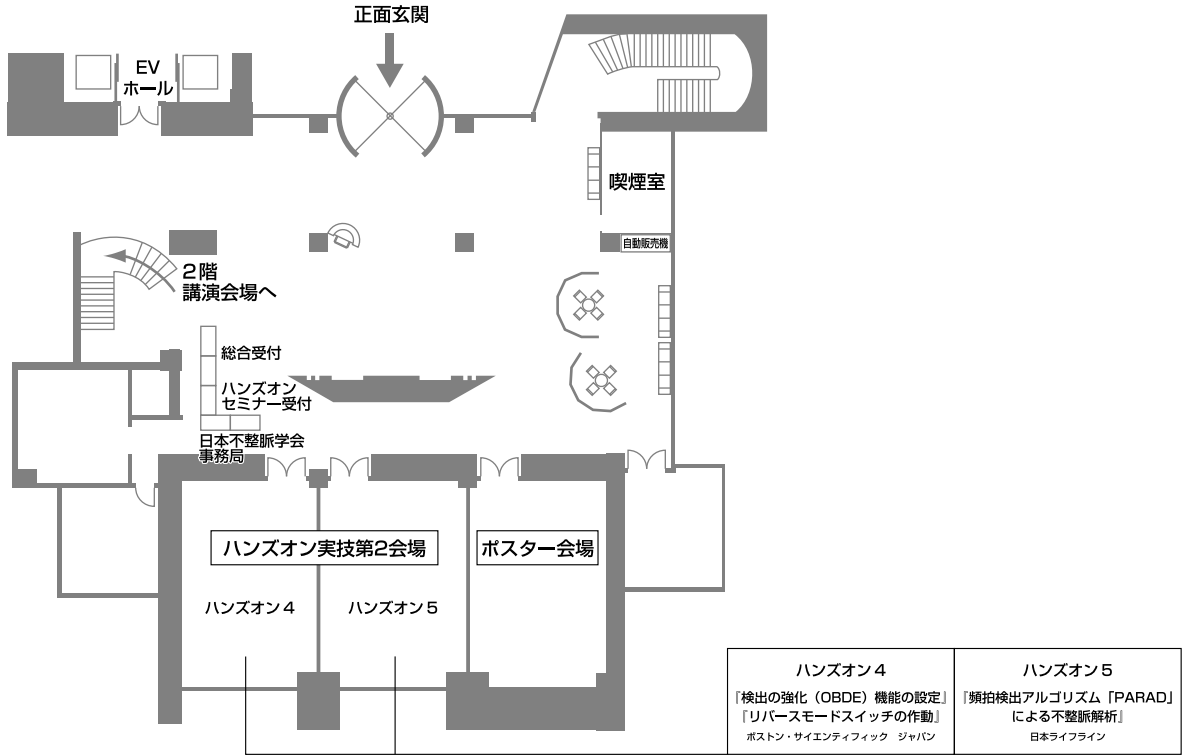 正面玄関
EV
ホール
喫煙室
自動販売機
2階
講演会場へ
総合受付
ハンズオン
セミナー受付
日本不整脈学会
事務局
ハンズオン実技第2会場
ポスター会場
ハンズオン4
ハンズオン5
ハンズオン4
『検出の強化（OBDE）機能の設定』
『リバースモードスイッチの作動』
ボストン・サイエンティフィック　ジャパン
ハンズオン5
『頻拍検出アルゴリズム「PARAD」
による不整脈解析』
日本ライフライン